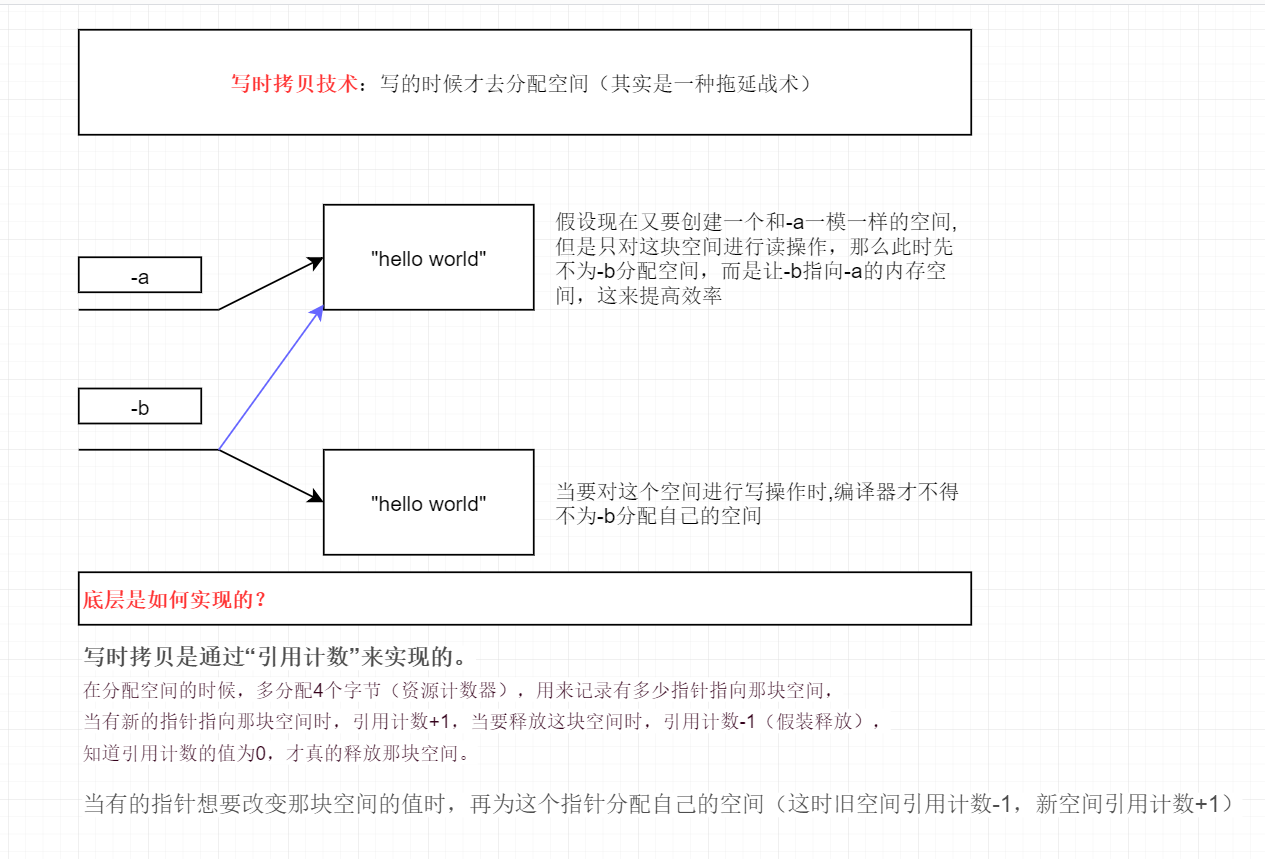 写时拷贝技术：写的时候才去分配空间（其实是一种拖延战术）
"hello world"
假设现在又要创建一个和-a一模一样的空间,
但是只对这块空间进行读操作，那么此时先
不为-b分配空间，而是让-b指向-a的内存空
间，这来提高效率
-a
-b
"hello world"
当要对这个空间进行写操作时,编译器才不得
不为-b分配自己的空间
底层是如何实现的？
写时拷贝是通过“引用计数”来实现的。
在分配空间的时候，多分配4个字节（资源计数器），用来记录有多少指针指向那块空间，
当有新的指针指向那块空间时，引用计数+1，当要释放这块空间时，引用计数-1（假装释放），
知道引用计数的值为0，才真的释放那块空间。
当有的指针想要改变那块空间的值时，再为这个指针分配自己的空间（这时旧空间引用计数-1，新空间引用计数+1）